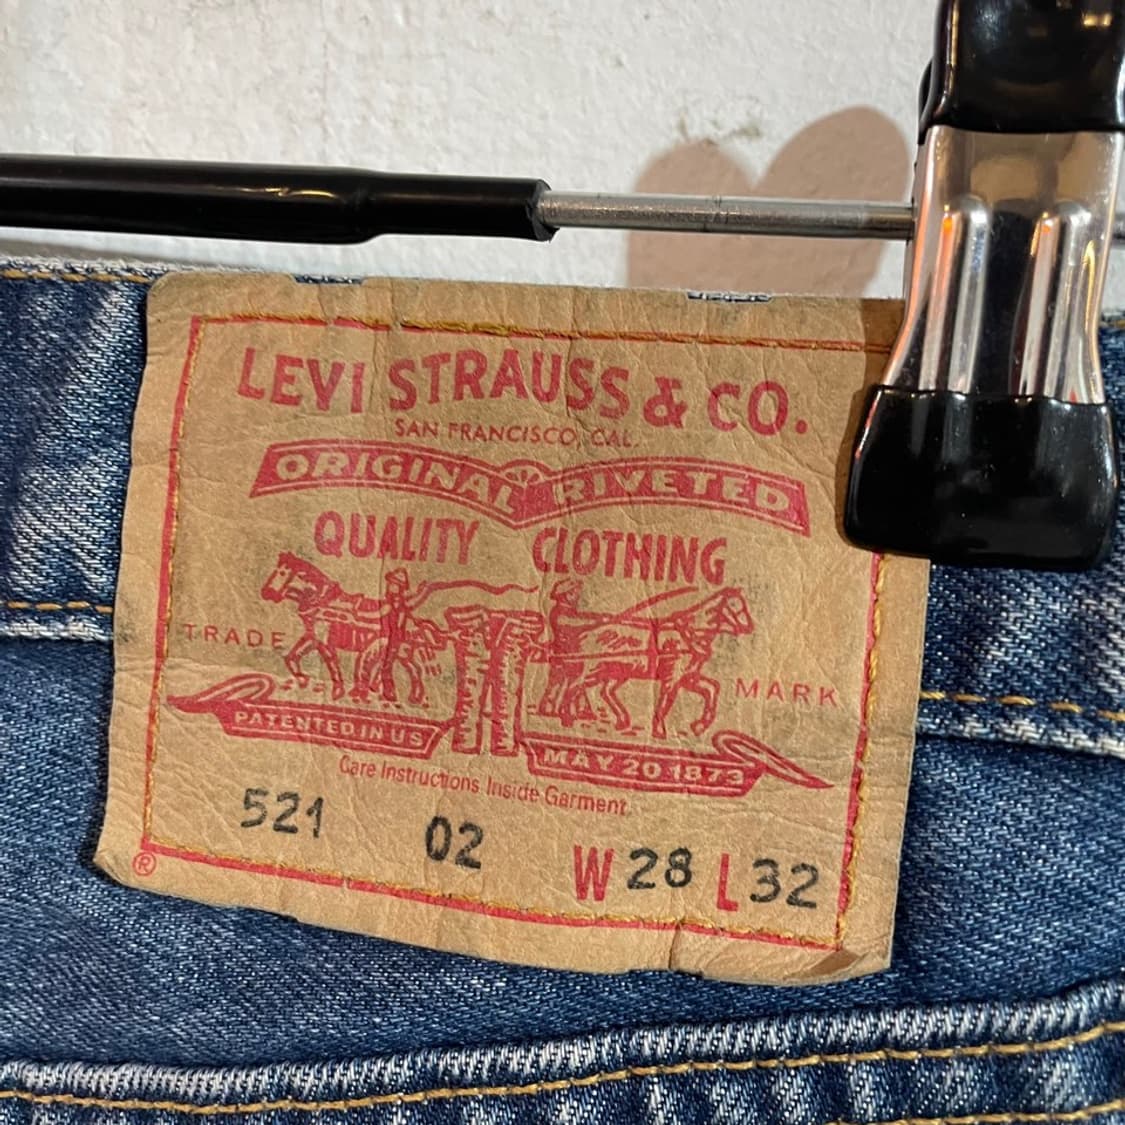 LEVI STRAUSS & CO.
SAN FRANCISCO, CAL.
ORIGINAL RIVETED
QUALITY CLOTHING
TRADE MARK
PATENTED IN US MAY 20 1873
Care Instructions Inside Garment
521 02 W 28 L 32
®